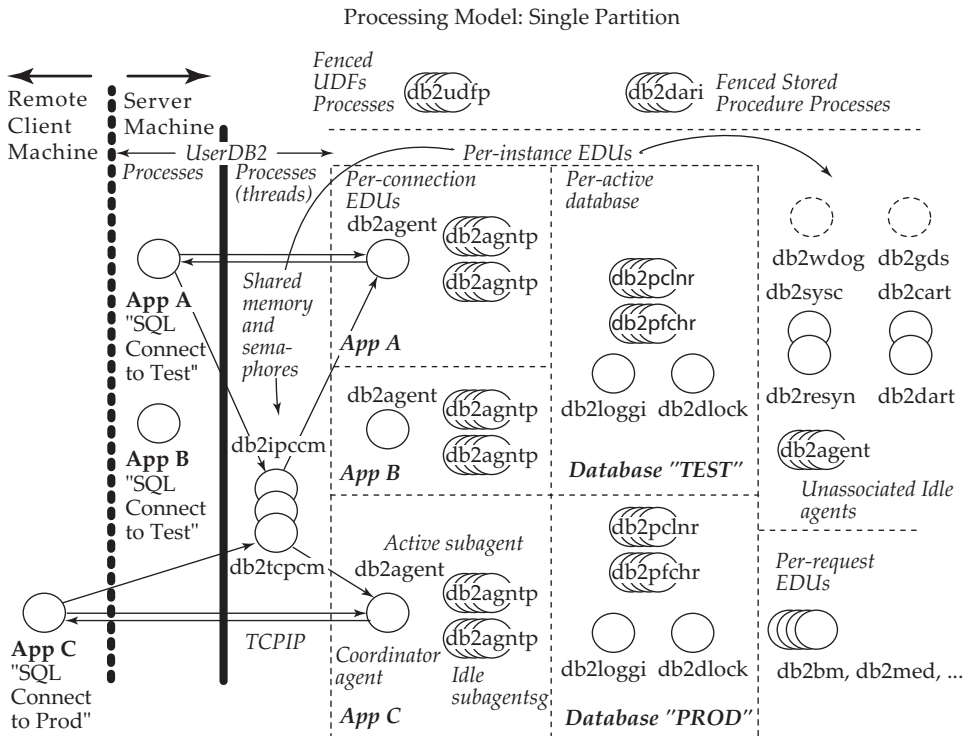 Processing Model: Single Partition
Fenced
UDFs
Processes
db2udfp
db2dari
Fenced Stored
Procedure Processes
Remote
Client
Machine
Server
Machine
UserDB2
Processes
Processes
(threads)
Per-instance EDUs
Per-connection
EDUs
db2agent
db2agntp
db2agntp
App A
Per-active
database
db2pclnr
db2pfchr
db2loggi
db2dlock
Database "TEST"
db2wdog
db2gds
db2sysc
db2cart
db2resyn
db2dart
db2agent
Unassociated Idle
agents
App A
"SQL
Connect
to Test"
Shared
memory
and
sema-
phores
App B
"SQL
Connect
to Test"
db2ipccm
db2tcpcm
db2agent
db2agntp
db2agntp
App B
Active subagent
db2agent
db2agntp
db2agntp
Coordinator
agent
Idle
subagentsg
App C
db2pclnr
db2pfchr
db2loggi
db2dlock
Database "PROD"
Per-request
EDUs
db2bm, db2med, ...
TCPIP
App C
"SQL
Connect
to Prod"